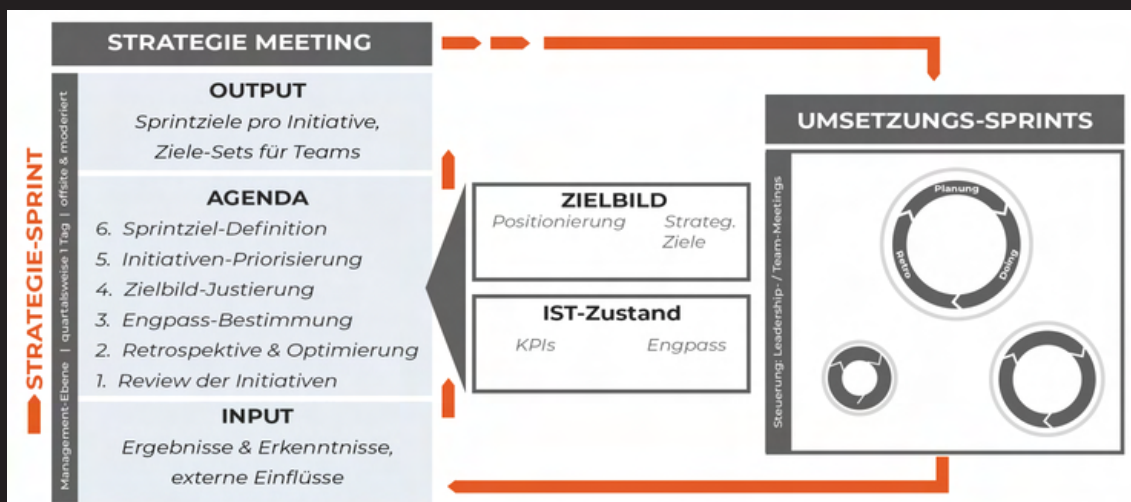 STRATEGIE-SPRINT
STRATEGIE MEETING
Management-Ebene | quartalsweise 1 Tag | offsite & moderiert
OUTPUT
Sprintziele pro Initiative,
Ziele-Sets für Teams
AGENDA
6. Sprintziel-Definition
5. Initiativen-Priorisierung
4. Zielbild-Justierung
3. Engpass-Bestimmung
2. Retrospektive & Optimierung
1. Review der Initiativen
INPUT
Ergebnisse & Erkenntnisse,
externe Einflüsse
ZIELBILD
Positionierung
Strateg.
Ziele
IST-Zustand
KPIs
Engpass
UMSETZUNGS-SPRINTS
Steuerung: Leadership- / Team-Meetings
Planung
Doing
Retro